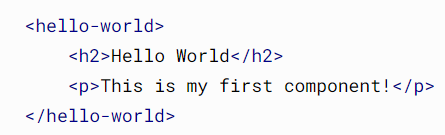 <hello-world>
    <h2>Hello World</h2>
    <p>This is my first component!</p>
</hello-world>